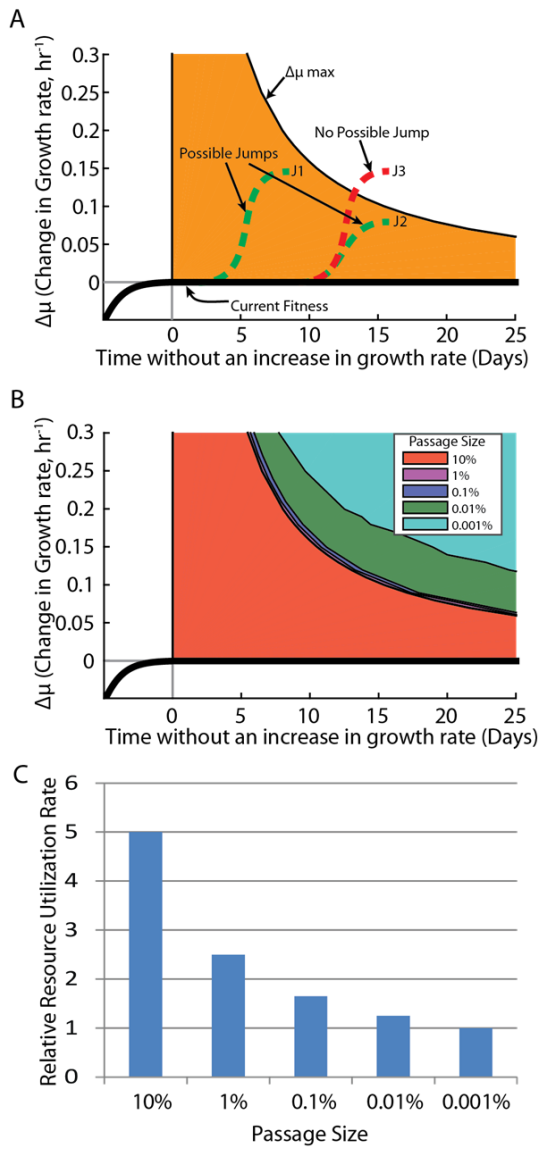 A
Δμ (Change in Growth rate, hr-1)
0.3
0.25
0.2
0.15
0.1
0.05
0
Δμ max
No Possible Jump
Possible Jumps
J1
J3
J2
Current Fitness
0 5 10 15 20 25
Time without an increase in growth rate (Days)
B
Δμ (Change in Growth rate, hr-1)
0.3
0.25
0.2
0.15
0.1
0.05
0
Passage Size
10%
1%
0.1%
0.01%
0.001%
0 5 10 15 20 25
Time without an increase in growth rate (Days)
C
Relative Resource Utilization Rate
6
5
4
3
2
1
0
10% 1% 0.1% 0.01% 0.001%
Passage Size